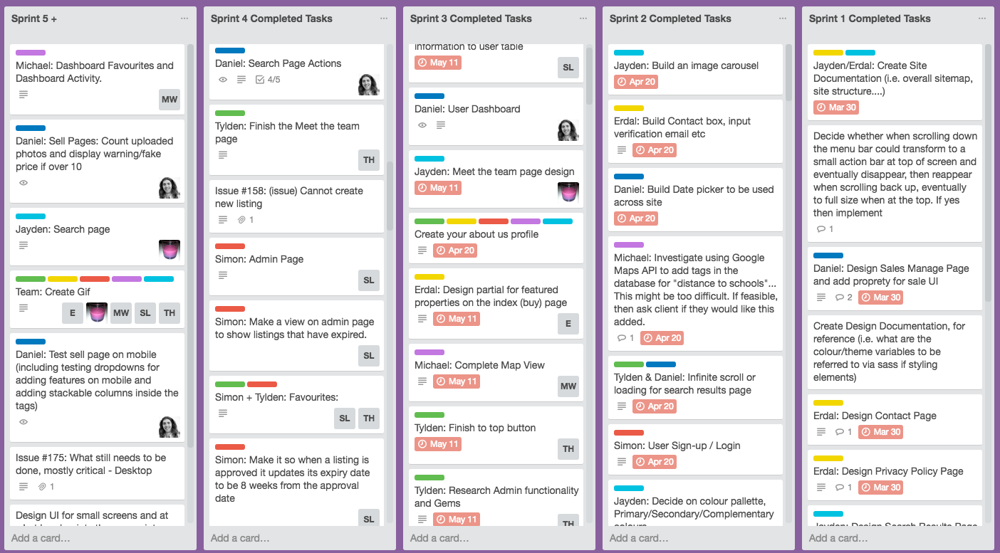 Sprint 5 +
Michael: Dashboard Favourites and
Dashboard Activity.
MW
Daniel: Sell Pages: Count uploaded
photos and display warning/fake
price if over 10
Jayden: Search page
Team: Create Gif
E
MW
SL
TH
Daniel: Test sell page on mobile
(including testing dropdowns for
adding features on mobile and
adding stackable columns inside the
tags)
Issue #175: What still needs to be
done, mostly critical - Desktop
1
Design UI for small screens and at
Add a card…
Sprint 4 Completed Tasks
Daniel: Search Page Actions
4/5
Tylden: Finish the Meet the team
page
TH
Issue #158: (issue) Cannot create
new listing
1
Simon: Admin Page
SL
Simon: Make a view on admin page
to show listings that have expired.
SL
Simon + Tylden: Favourites:
SL
TH
Simon: Make it so when a listing is
approved it updates its expiry date
to be 8 weeks from the approval
date
SL
Add a card…
Sprint 3 Completed Tasks
information to user table
May 11
SL
Daniel: User Dashboard
Jayden: Meet the team page design
May 11
Create your about us profile
Apr 20
Erdal: Design partial for featured
properties on the index (buy) page
May 11
E
Michael: Complete Map View
May 11
MW
Tylden: Finish to top button
May 11
TH
Tylden: Research Admin functionality
and Gems
May 11
TH
Add a card…
Sprint 2 Completed Tasks
Jayden: Build an image carousel
Apr 20
Erdal: Build Contact box, input
verification email etc
Apr 20
Daniel: Build Date picker to be used
across site
Apr 20
Michael: Investigate using Google
Maps API to add tags in the
database for "distance to schools"...
This might be too difficult. If feasible,
then ask client if they would like this
added.
1
Apr 20
Tylden & Daniel: Infinite scroll or
loading for search results page
Apr 20
Simon: User Sign-up / Login
Apr 20
Jayden: Decide on colour pallette,
Primary/Secondary/Complementary
colours
Add a card…
Sprint 1 Completed Tasks
Jayden/Erdal: Create Site
Documentation (i.e. overall sitemap,
site structure....)
Mar 30
Decide whether when scrolling down
the menu bar could transform to a
small action bar at top of screen and
eventually disappear, then reappear
when scrolling back up, eventually
to full size when at the top. If yes
then implement
1
Daniel: Design Sales Manage Page
and add proprety for sale UI
2
Mar 30
Create Design Documentation, for
reference (i.e. what are the
colour/theme variables to be
referred to via sass if styling
elements)
Erdal: Design Contact Page
1
Mar 30
Erdal: Design Privacy Policy Page
1
Mar 30
Jayden: Design Search Results Page
Add a card…